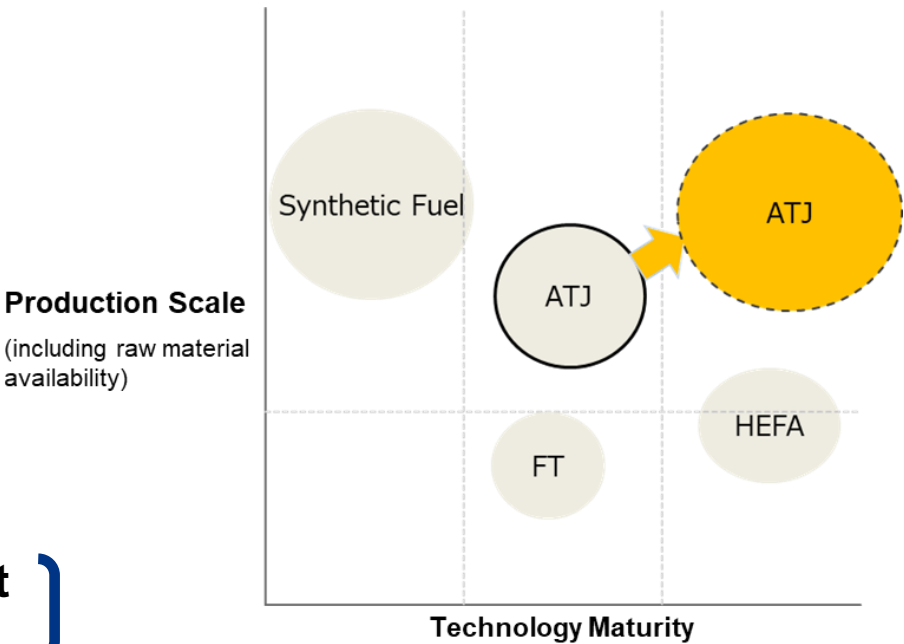 Synthetic Fuel
ATJ
ATJ
Production Scale
(including raw material
availability)
HEFA
FT
t
Technology Maturity